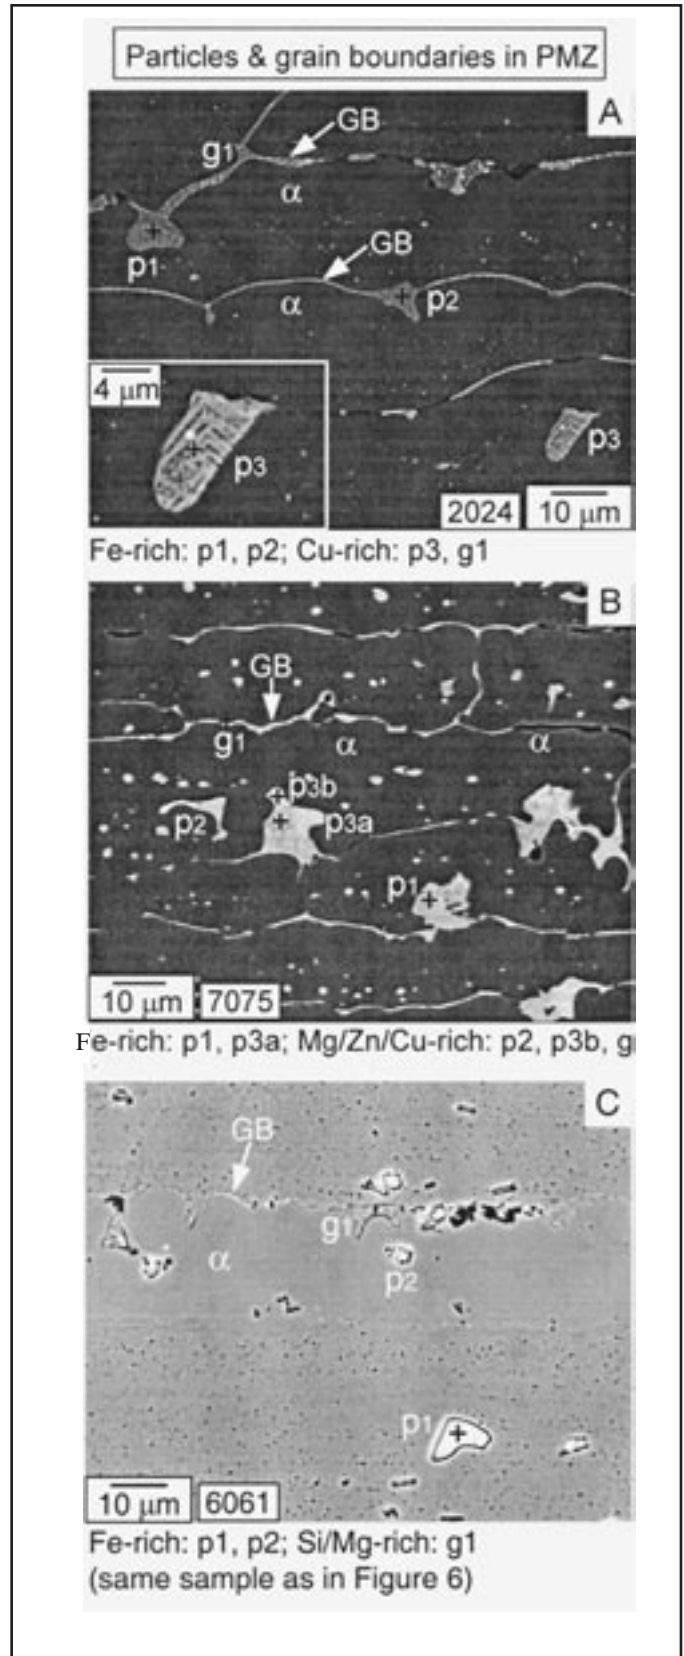 Particles & grain boundaries in PMZ
A
GB
g1
α
p1
GB
α
p2
4 μm
p3
p3
2024
10 μm
Fe-rich: p1, p2; Cu-rich: p3, g1
B
GB
g1
α
α
p3b
p2
p3a
p1
10 μm
7075
Fe-rich: p1, p3a; Mg/Zn/Cu-rich: p2, p3b, g
C
GB
g1
α
p2
p1
10 μm
6061
Fe-rich: p1, p2; Si/Mg-rich: g1
(same sample as in Figure 6)